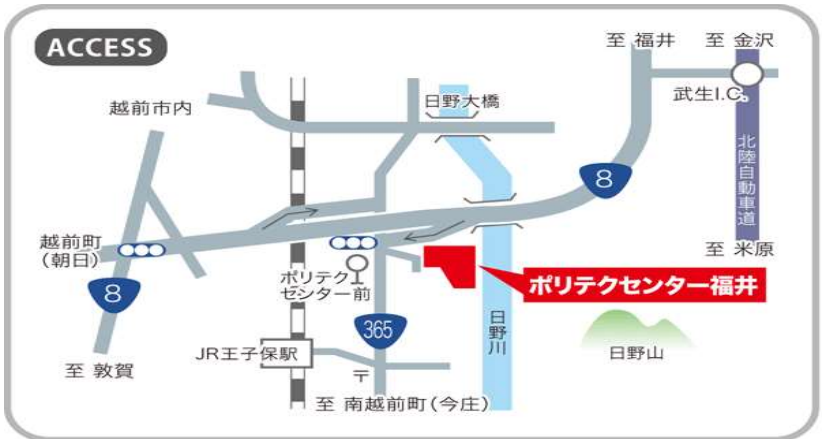 ACCESS
至 福井
至 金沢
武生I.C.
日野大橋
越前市内
北陸自動車道
8
越前町
(朝日)
至 米原
ポリテク
センター前
ポリテクセンター福井
8
365
日野川
日野山
JR王子保駅
至 敦賀
〒
至 南越前町(今庄)